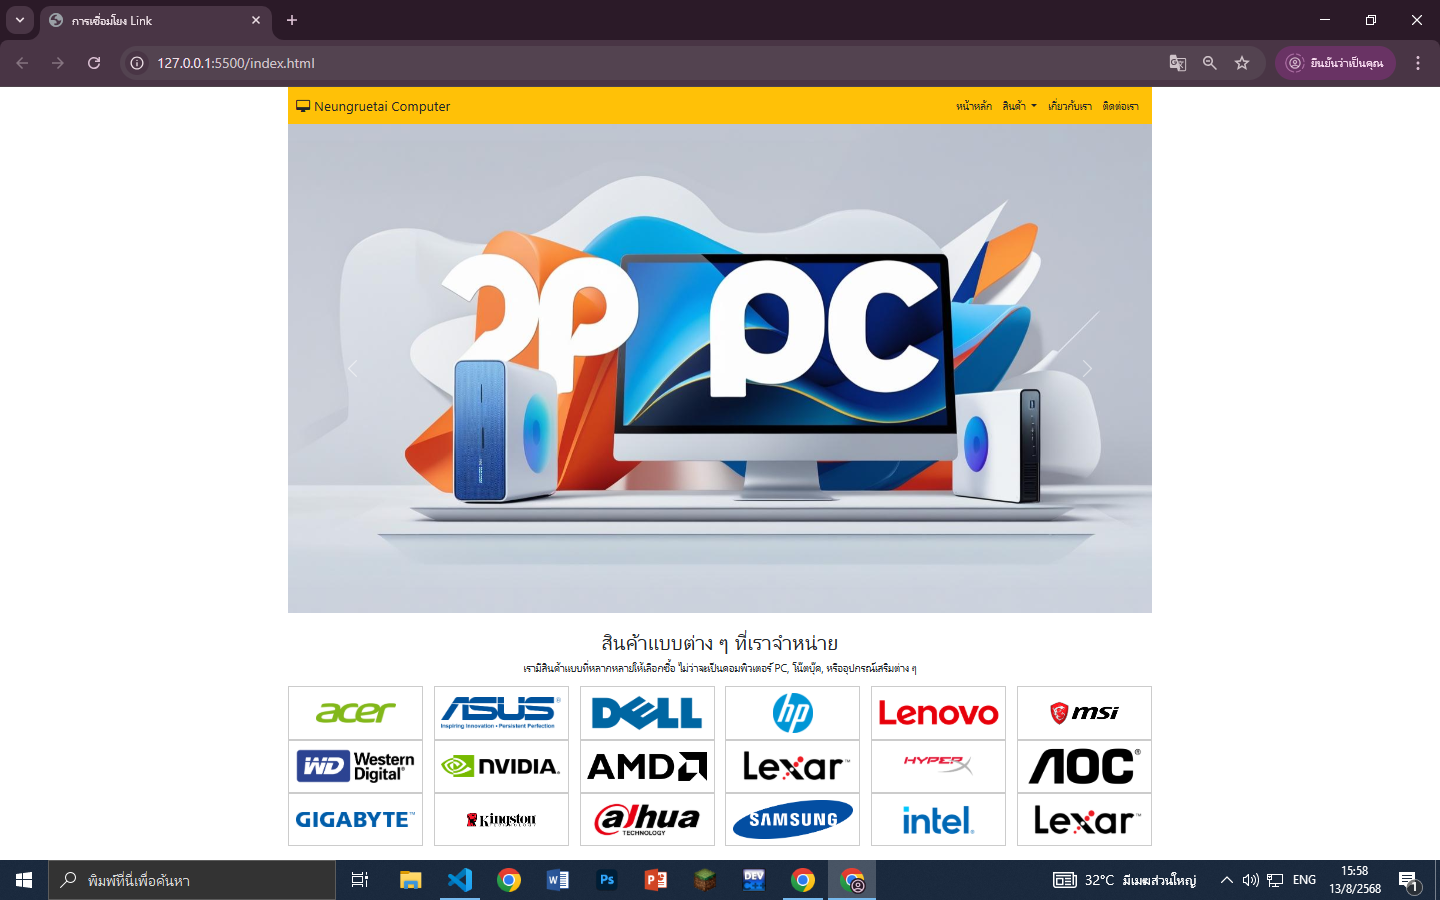 การเชื่อมโยง Link
127.0.0.1:5500/index.html
ยืนยันว่าเป็นคุณ
Neungruetai Computer
หน้าหลัก สินค้า เกี่ยวกับเรา ติดต่อเรา
PC
สินค้าแบบต่าง ๆ ที่เราจำหน่าย
เรามีสินค้าแบบที่หลากหลายให้เลือกซื้อ ไม่ว่าจะเป็นคอมพิวเตอร์ PC, โน๊ตบุ๊ค, หรืออุปกรณ์เสริมต่าง ๆ
acer
ASUS
Inspiring Innovation • Persistent Perfection
DELL
hp
Lenovo
msi
WD Western Digital®
NVIDIA.
AMD
Lexar™
HYPERX
AOC®
GIGABYTE™
Kingston
TECHNOLOGY
alhua
TECHNOLOGY
SAMSUNG
intel.
Lexar™
พิมพ์ที่นี่เพื่อค้นหา
32°C มีเมฆส่วนใหญ่
ENG
15:58
13/8/2568
1